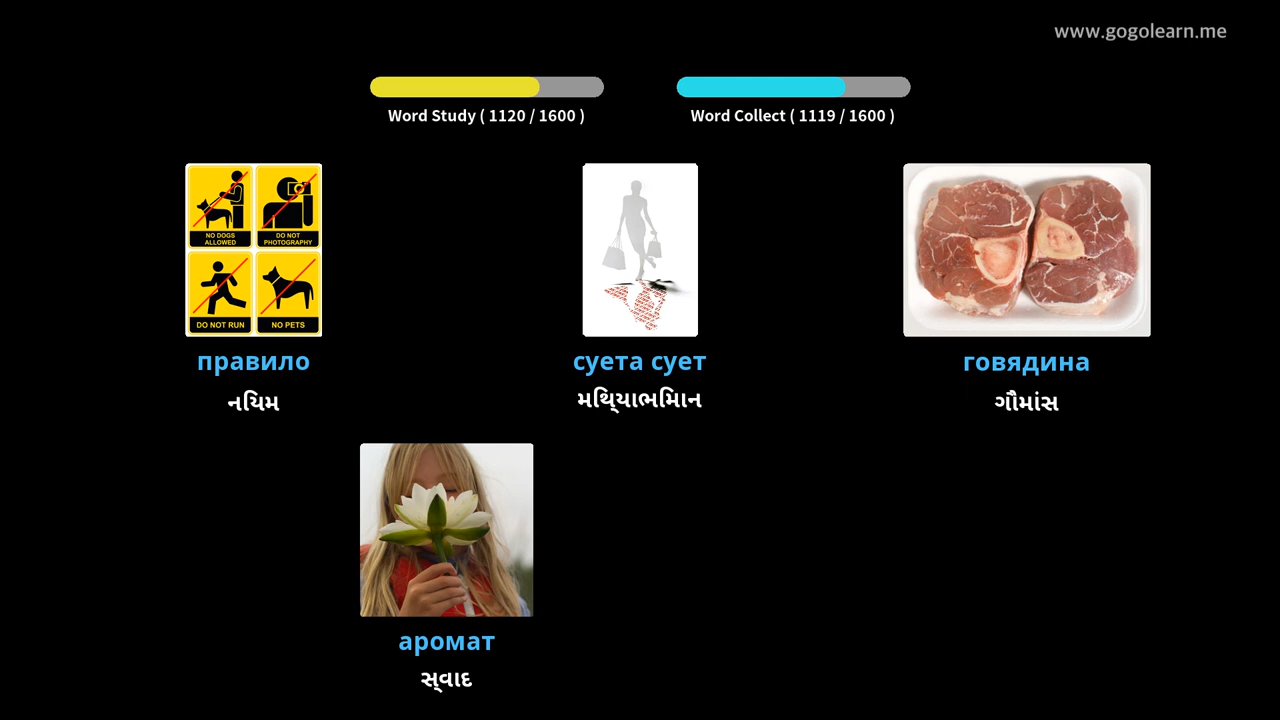 www.gogolearn.me
Word Study ( 1120 / 1600 )
Word Collect ( 1119 / 1600 )
NO DOGS
ALLOWED
DO NOT
PHOTOGRAPHY
DO NOT RUN
NO PETS
правило
суета сует
говядина
નિયમ
મિથ્યાભિમાન
ગૌમાંસ
аромат
સ્વાદ